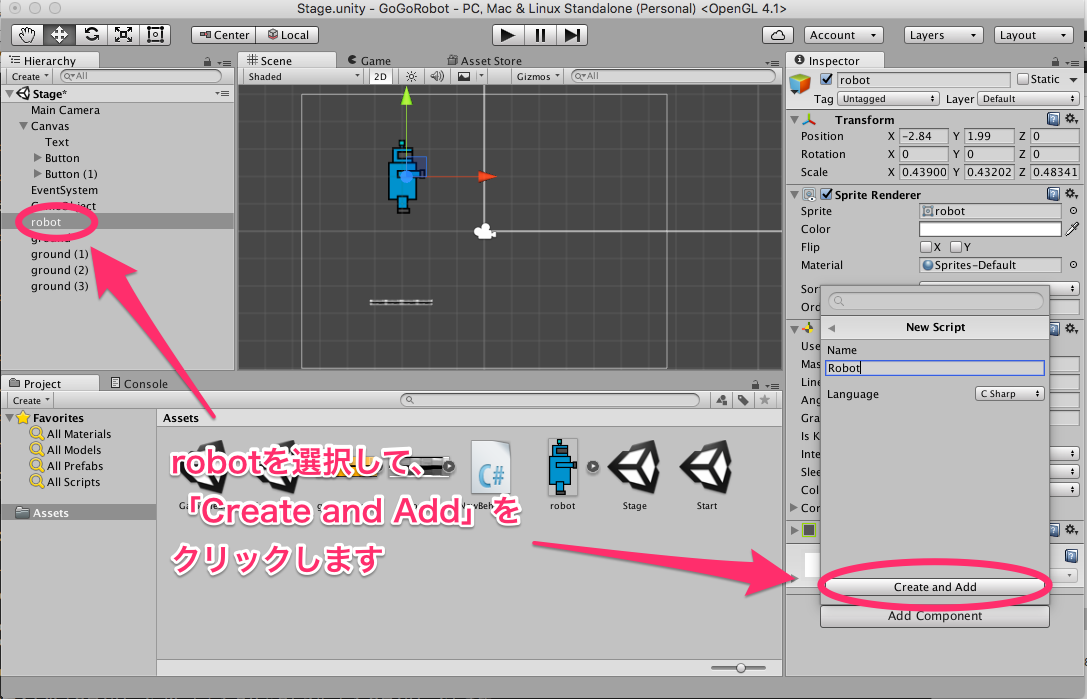 Stage.unity - GoGoRobot - PC, Mac & Linux Standalone (Personal) <OpenGL 4.1>
Center Local Account Layers Layout
Hierarchy
Create All
Stage*
Main Camera
Canvas
Text
Button
Button (1)
EventSystem
GameObject
robot
ground
ground (1)
ground (2)
ground (3)
Scene Game Asset Store
Shaded 2D Gizmos All
Inspector
robot Static
Tag Untagged Layer Default
Transform
Position X -2.84 Y 1.99 Z 0
Rotation X 0 Y 0 Z 0
Scale X 0.43900 Y 0.43202 Z 0.48341
Sprite Renderer
Sprite robot
Color
Flip X Y
Material Sprites-Default
Sor
Ord
Use
Mas
Line
Ang
Gra
Is K
Inte
Slee
Col
Con
New Script
Name
Robot
Language C Sharp
Create and Add
Add Component
Project Console
Create
Favorites
All Materials
All Models
All Prefabs
All Scripts
Assets
Assets
C#
robot
Stage
Start
robotを選択して、
「Create and Add」を
クリックします